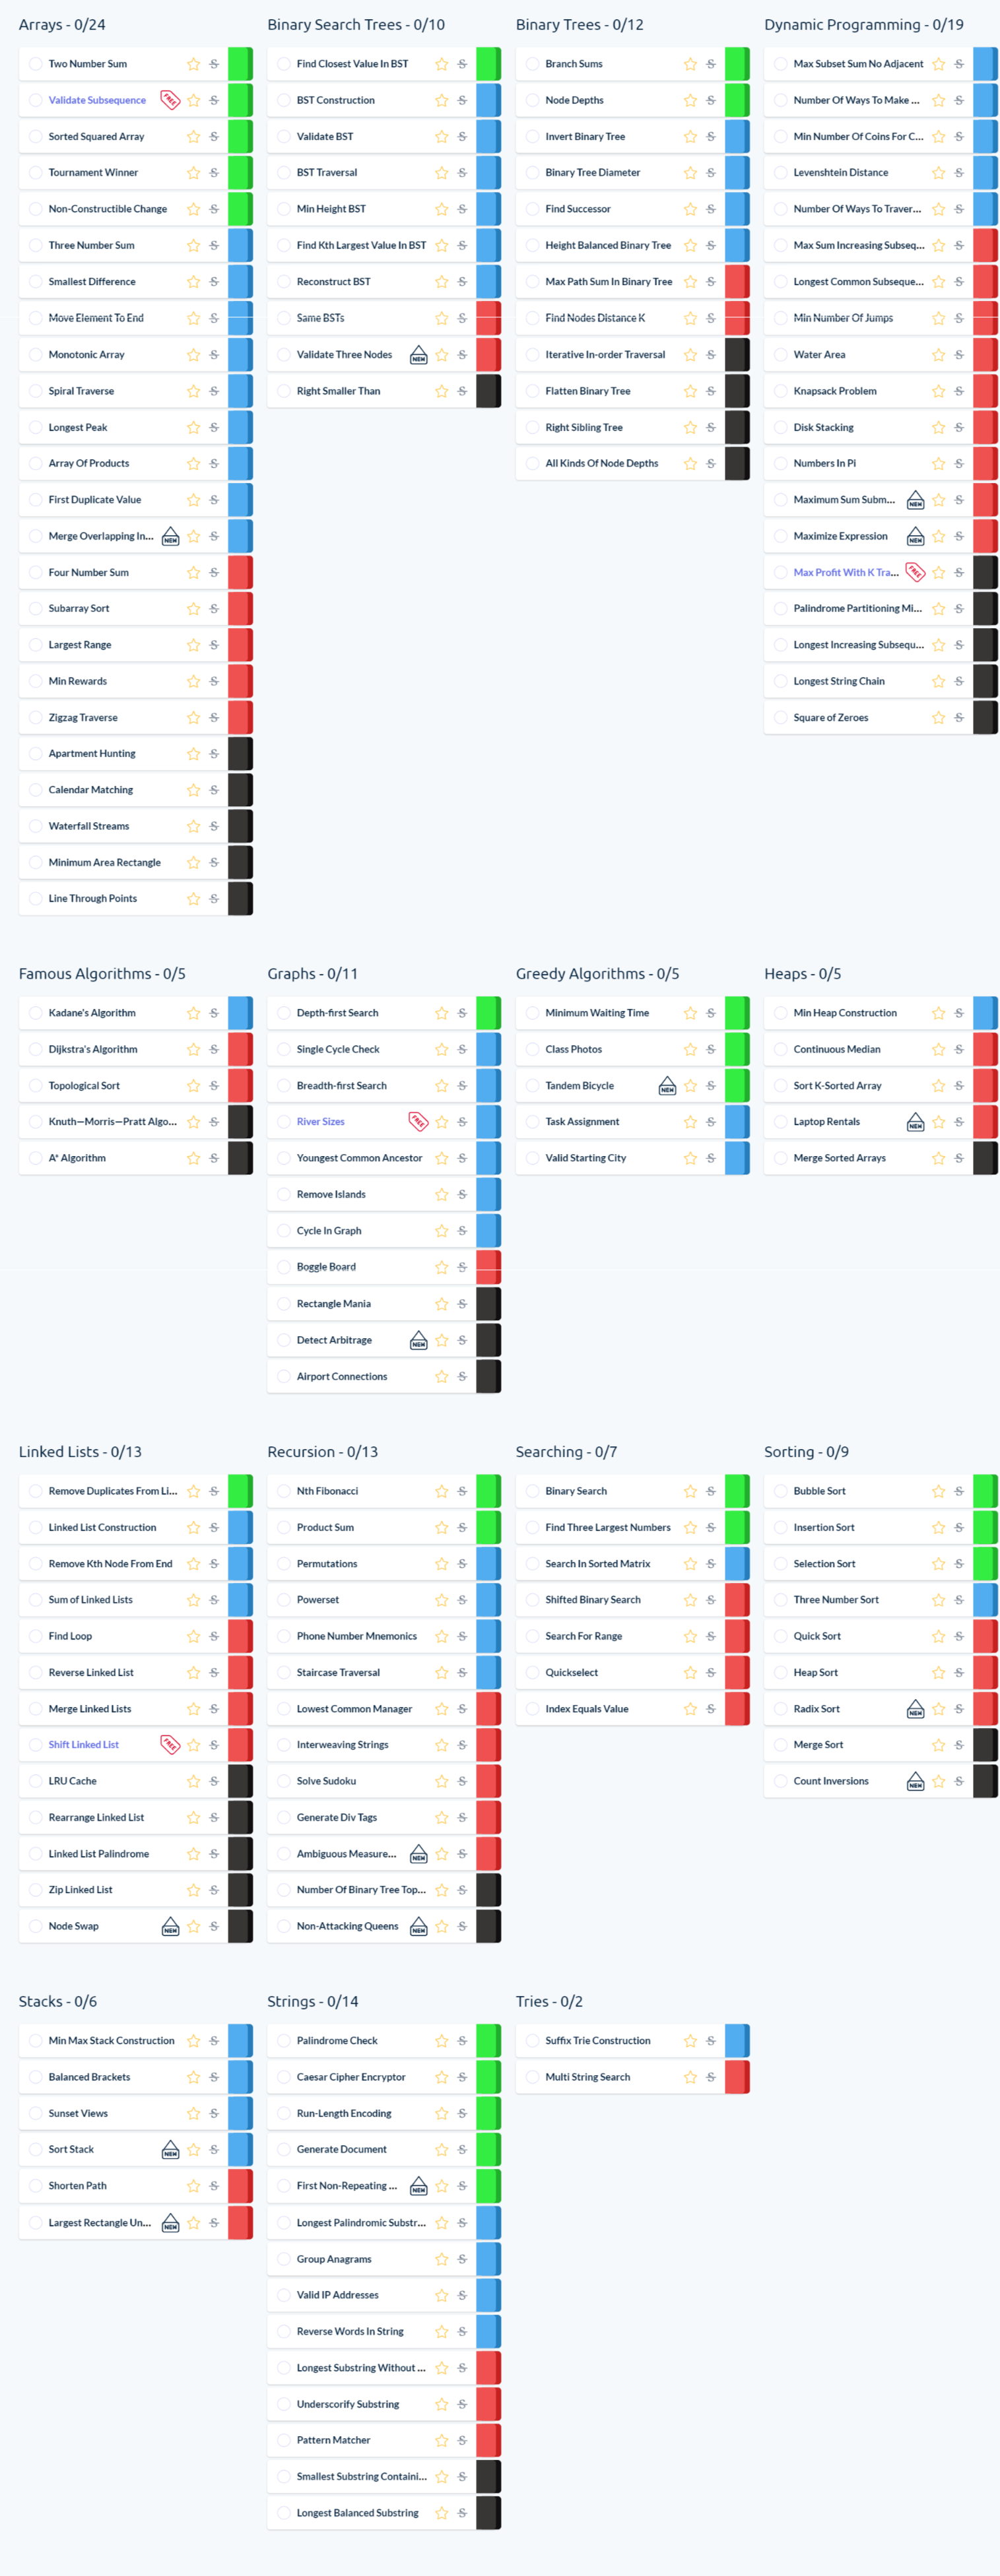 Arrays - 0/24
Two Number Sum
Validate Subsequence FREE
Sorted Squared Array
Tournament Winner
Non-Constructible Change
Three Number Sum
Smallest Difference
Move Element To End
Monotonic Array
Spiral Traverse
Longest Peak
Array Of Products
First Duplicate Value
Merge Overlapping In... NEW
Four Number Sum
Subarray Sort
Largest Range
Min Rewards
Zigzag Traverse
Apartment Hunting
Calendar Matching
Waterfall Streams
Minimum Area Rectangle
Line Through Points
Binary Search Trees - 0/10
Find Closest Value In BST
BST Construction
Validate BST
BST Traversal
Min Height BST
Find Kth Largest Value In BST
Reconstruct BST
Same BSTs
Validate Three Nodes NEW
Right Smaller Than
Binary Trees - 0/12
Branch Sums
Node Depths
Invert Binary Tree
Binary Tree Diameter
Find Successor
Height Balanced Binary Tree
Max Path Sum In Binary Tree
Find Nodes Distance K
Iterative In-order Traversal
Flatten Binary Tree
Right Sibling Tree
All Kinds Of Node Depths
Dynamic Programming - 0/19
Max Subset Sum No Adjacent
Number Of Ways To Make ...
Min Number Of Coins For C...
Levenshtein Distance
Number Of Ways To Traver...
Max Sum Increasing Subseq...
Longest Common Subseque...
Min Number Of Jumps
Water Area
Knapsack Problem
Disk Stacking
Numbers In Pi
Maximum Sum Subm... NEW
Maximize Expression NEW
Max Profit With K Tra... FREE
Palindrome Partitioning Mi...
Longest Increasing Subsequ...
Longest String Chain
Square of Zeroes
Famous Algorithms - 0/5
Kadane's Algorithm
Dijkstra's Algorithm
Topological Sort
Knuth—Morris—Pratt Algo...
A* Algorithm
Graphs - 0/11
Depth-first Search
Single Cycle Check
Breadth-first Search
River Sizes FREE
Youngest Common Ancestor
Remove Islands
Cycle In Graph
Boggle Board
Rectangle Mania
Detect Arbitrage NEW
Airport Connections
Greedy Algorithms - 0/5
Minimum Waiting Time
Class Photos
Tandem Bicycle NEW
Task Assignment
Valid Starting City
Heaps - 0/5
Min Heap Construction
Continuous Median
Sort K-Sorted Array
Laptop Rentals NEW
Merge Sorted Arrays
Linked Lists - 0/13
Remove Duplicates From Li...
Linked List Construction
Remove Kth Node From End
Sum of Linked Lists
Find Loop
Reverse Linked List
Merge Linked Lists
Shift Linked List FREE
LRU Cache
Rearrange Linked List
Linked List Palindrome
Zip Linked List
Node Swap NEW
Recursion - 0/13
Nth Fibonacci
Product Sum
Permutations
Powerset
Phone Number Mnemonics
Staircase Traversal
Lowest Common Manager
Interweaving Strings
Solve Sudoku
Generate Div Tags
Ambiguous Measure... NEW
Number Of Binary Tree Top...
Non-Attacking Queens NEW
Searching - 0/7
Binary Search
Find Three Largest Numbers
Search In Sorted Matrix
Shifted Binary Search
Search For Range
Quickselect
Index Equals Value
Sorting - 0/9
Bubble Sort
Insertion Sort
Selection Sort
Three Number Sort
Quick Sort
Heap Sort
Radix Sort NEW
Merge Sort
Count Inversions NEW
Stacks - 0/6
Min Max Stack Construction
Balanced Brackets
Sunset Views
Sort Stack NEW
Shorten Path
Largest Rectangle Un... NEW
Strings - 0/14
Palindrome Check
Caesar Cipher Encryptor
Run-Length Encoding
Generate Document
First Non-Repeating ... NEW
Longest Palindromic Substr...
Group Anagrams
Valid IP Addresses
Reverse Words In String
Longest Substring Without ...
Underscorify Substring
Pattern Matcher
Smallest Substring Containi...
Longest Balanced Substring
Tries - 0/2
Suffix Trie Construction
Multi String Search